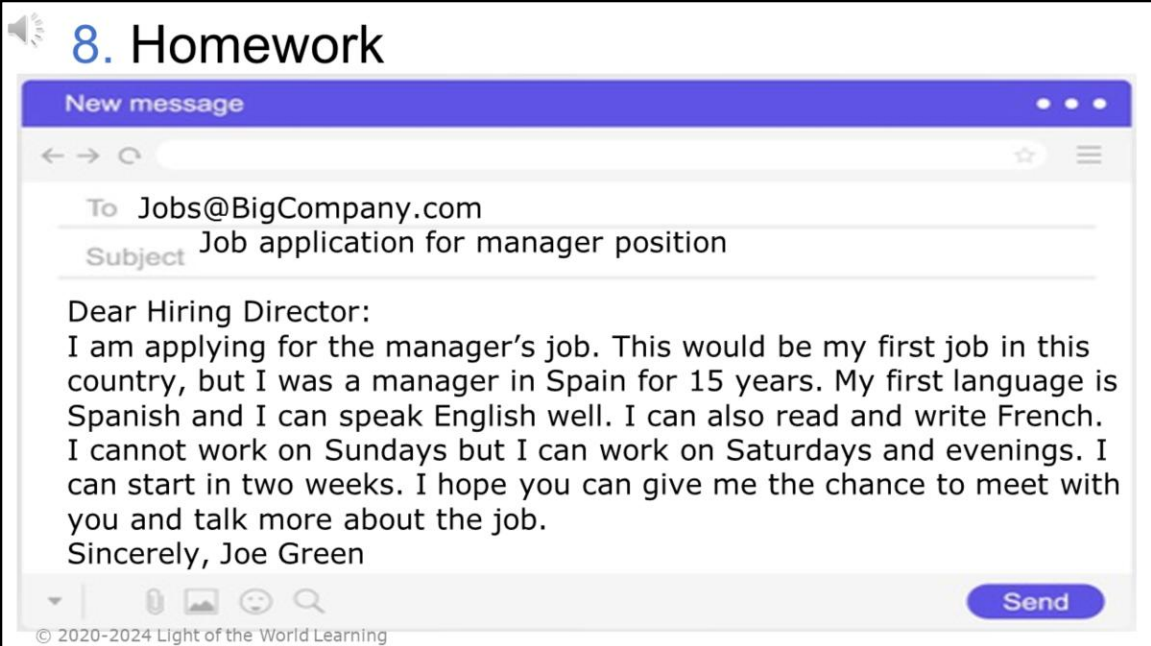 8. Homework
New message
To Jobs@BigCompany.com
Subject Job application for manager position
Dear Hiring Director:
I am applying for the manager’s job. This would be my first job in this
country, but I was a manager in Spain for 15 years. My first language is
Spanish and I can speak English well. I can also read and write French.
I cannot work on Sundays but I can work on Saturdays and evenings. I
can start in two weeks. I hope you can give me the chance to meet with
you and talk more about the job.
Sincerely, Joe Green
Send
© 2020-2024 Light of the World Learning